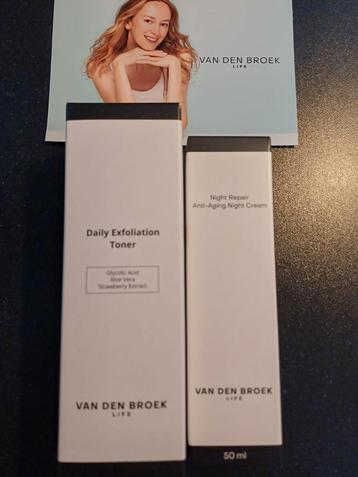 VAN DEN BROEK
LIFE
Daily Exfoliation
Toner
Glycolic Acid
Aloe Vera
Strawberry Extract
VAN DEN BROEK
LIFE
Night Repair
Anti-Aging Night Cream
VAN DEN BROEK
LIFE
50 ml